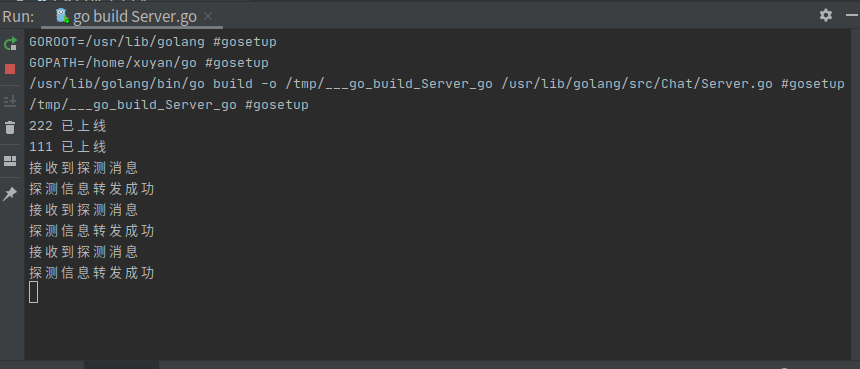 Run: go build Server.go
GOROOT=/usr/lib/golang #gosetup
GOPATH=/home/xuyan/go #gosetup
/usr/lib/golang/bin/go build -o /tmp/___go_build_Server_go /usr/lib/golang/src/Chat/Server.go #gosetup
/tmp/___go_build_Server_go #gosetup
222 已上线
111 已上线
接收到探测消息
探测信息转发成功
接收到探测消息
探测信息转发成功
接收到探测消息
探测信息转发成功